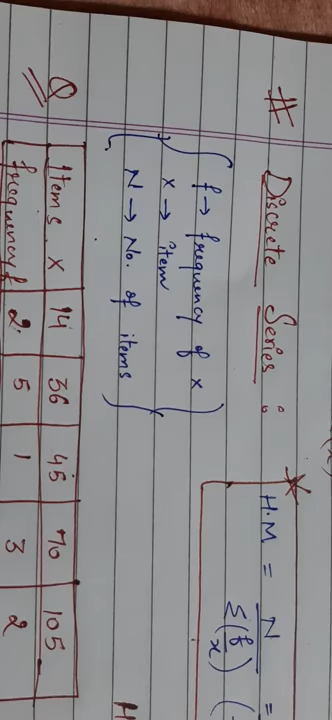 # Discrete Series :
* H.M = N / Σ(f/x) = (
f → frequency of x
x → item
N → No. of items
Q Items x 14 36 45 70 105
frequency f 2 5 1 3 2
H